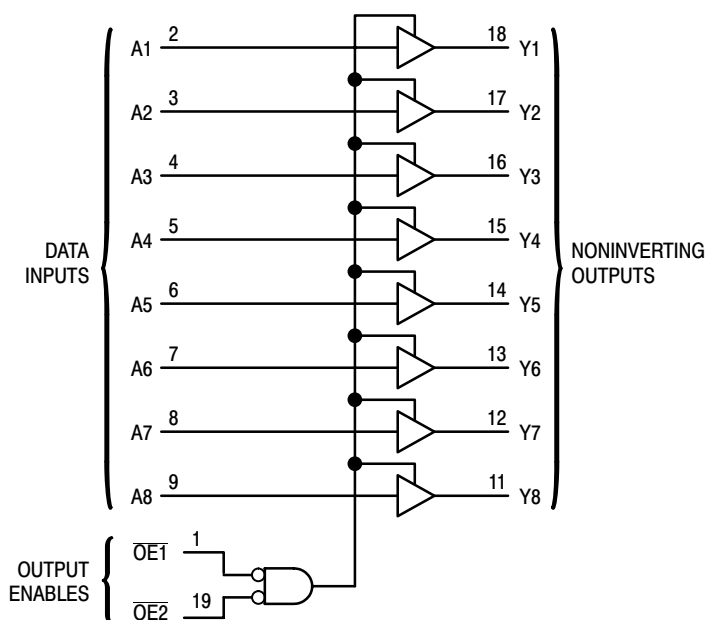 A1 2 18 Y1
A2 3 17 Y2
A3 4 16 Y3
A4 5 15 Y4
DATA
INPUTS
NONINVERTING
OUTPUTS
A5 6 14 Y5
A6 7 13 Y6
A7 8 12 Y7
A8 9 11 Y8
OUTPUT
ENABLES
OE1 1
OE2 19